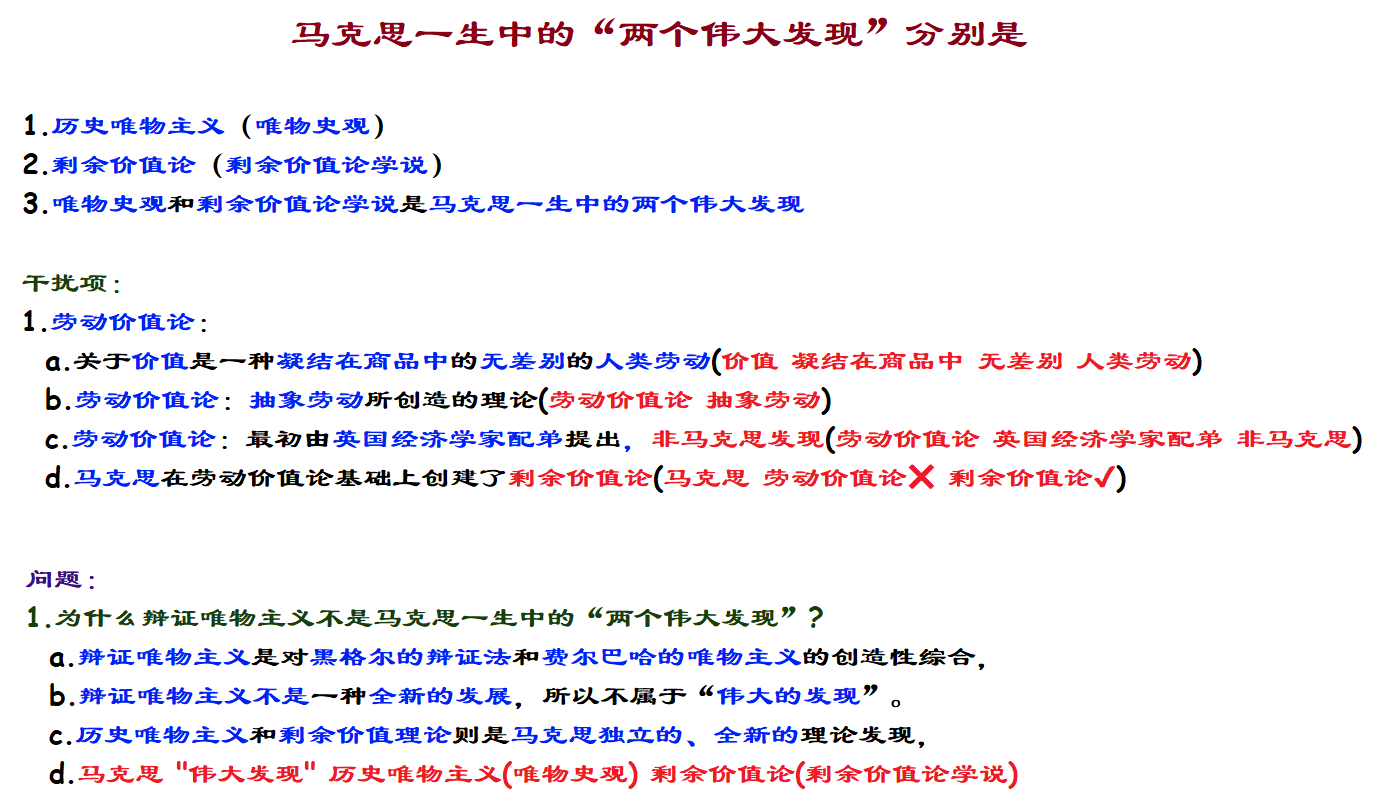 马克思一生中的“两个伟大发现”分别是
1.历史唯物主义（唯物史观）
2.剩余价值论（剩余价值论学说）
3.唯物史观和剩余价值论学说是马克思一生中的两个伟大发现
干扰项：
1.劳动价值论：
a.关于价值是一种凝结在商品中的无差别的人类劳动(价值 凝结在商品中 无差别 人类劳动)
b.劳动价值论：抽象劳动所创造的理论(劳动价值论 抽象劳动)
c.劳动价值论：最初由英国经济学家配弟提出，非马克思发现(劳动价值论 英国经济学家配弟 非马克思)
d.马克思在劳动价值论基础上创建了剩余价值论(马克思 劳动价值论❌ 剩余价值论✔)
问题：
1.为什么辩证唯物主义不是马克思一生中的“两个伟大发现”？
a.辩证唯物主义是对黑格尔的辩证法和费尔巴哈的唯物主义的创造性综合，
b.辩证唯物主义不是一种全新的发展，所以不属于“伟大的发现”。
c.历史唯物主义和剩余价值理论则是马克思独立的、全新的理论发现，
d.马克思 "伟大发现" 历史唯物主义(唯物史观) 剩余价值论(剩余价值论学说)